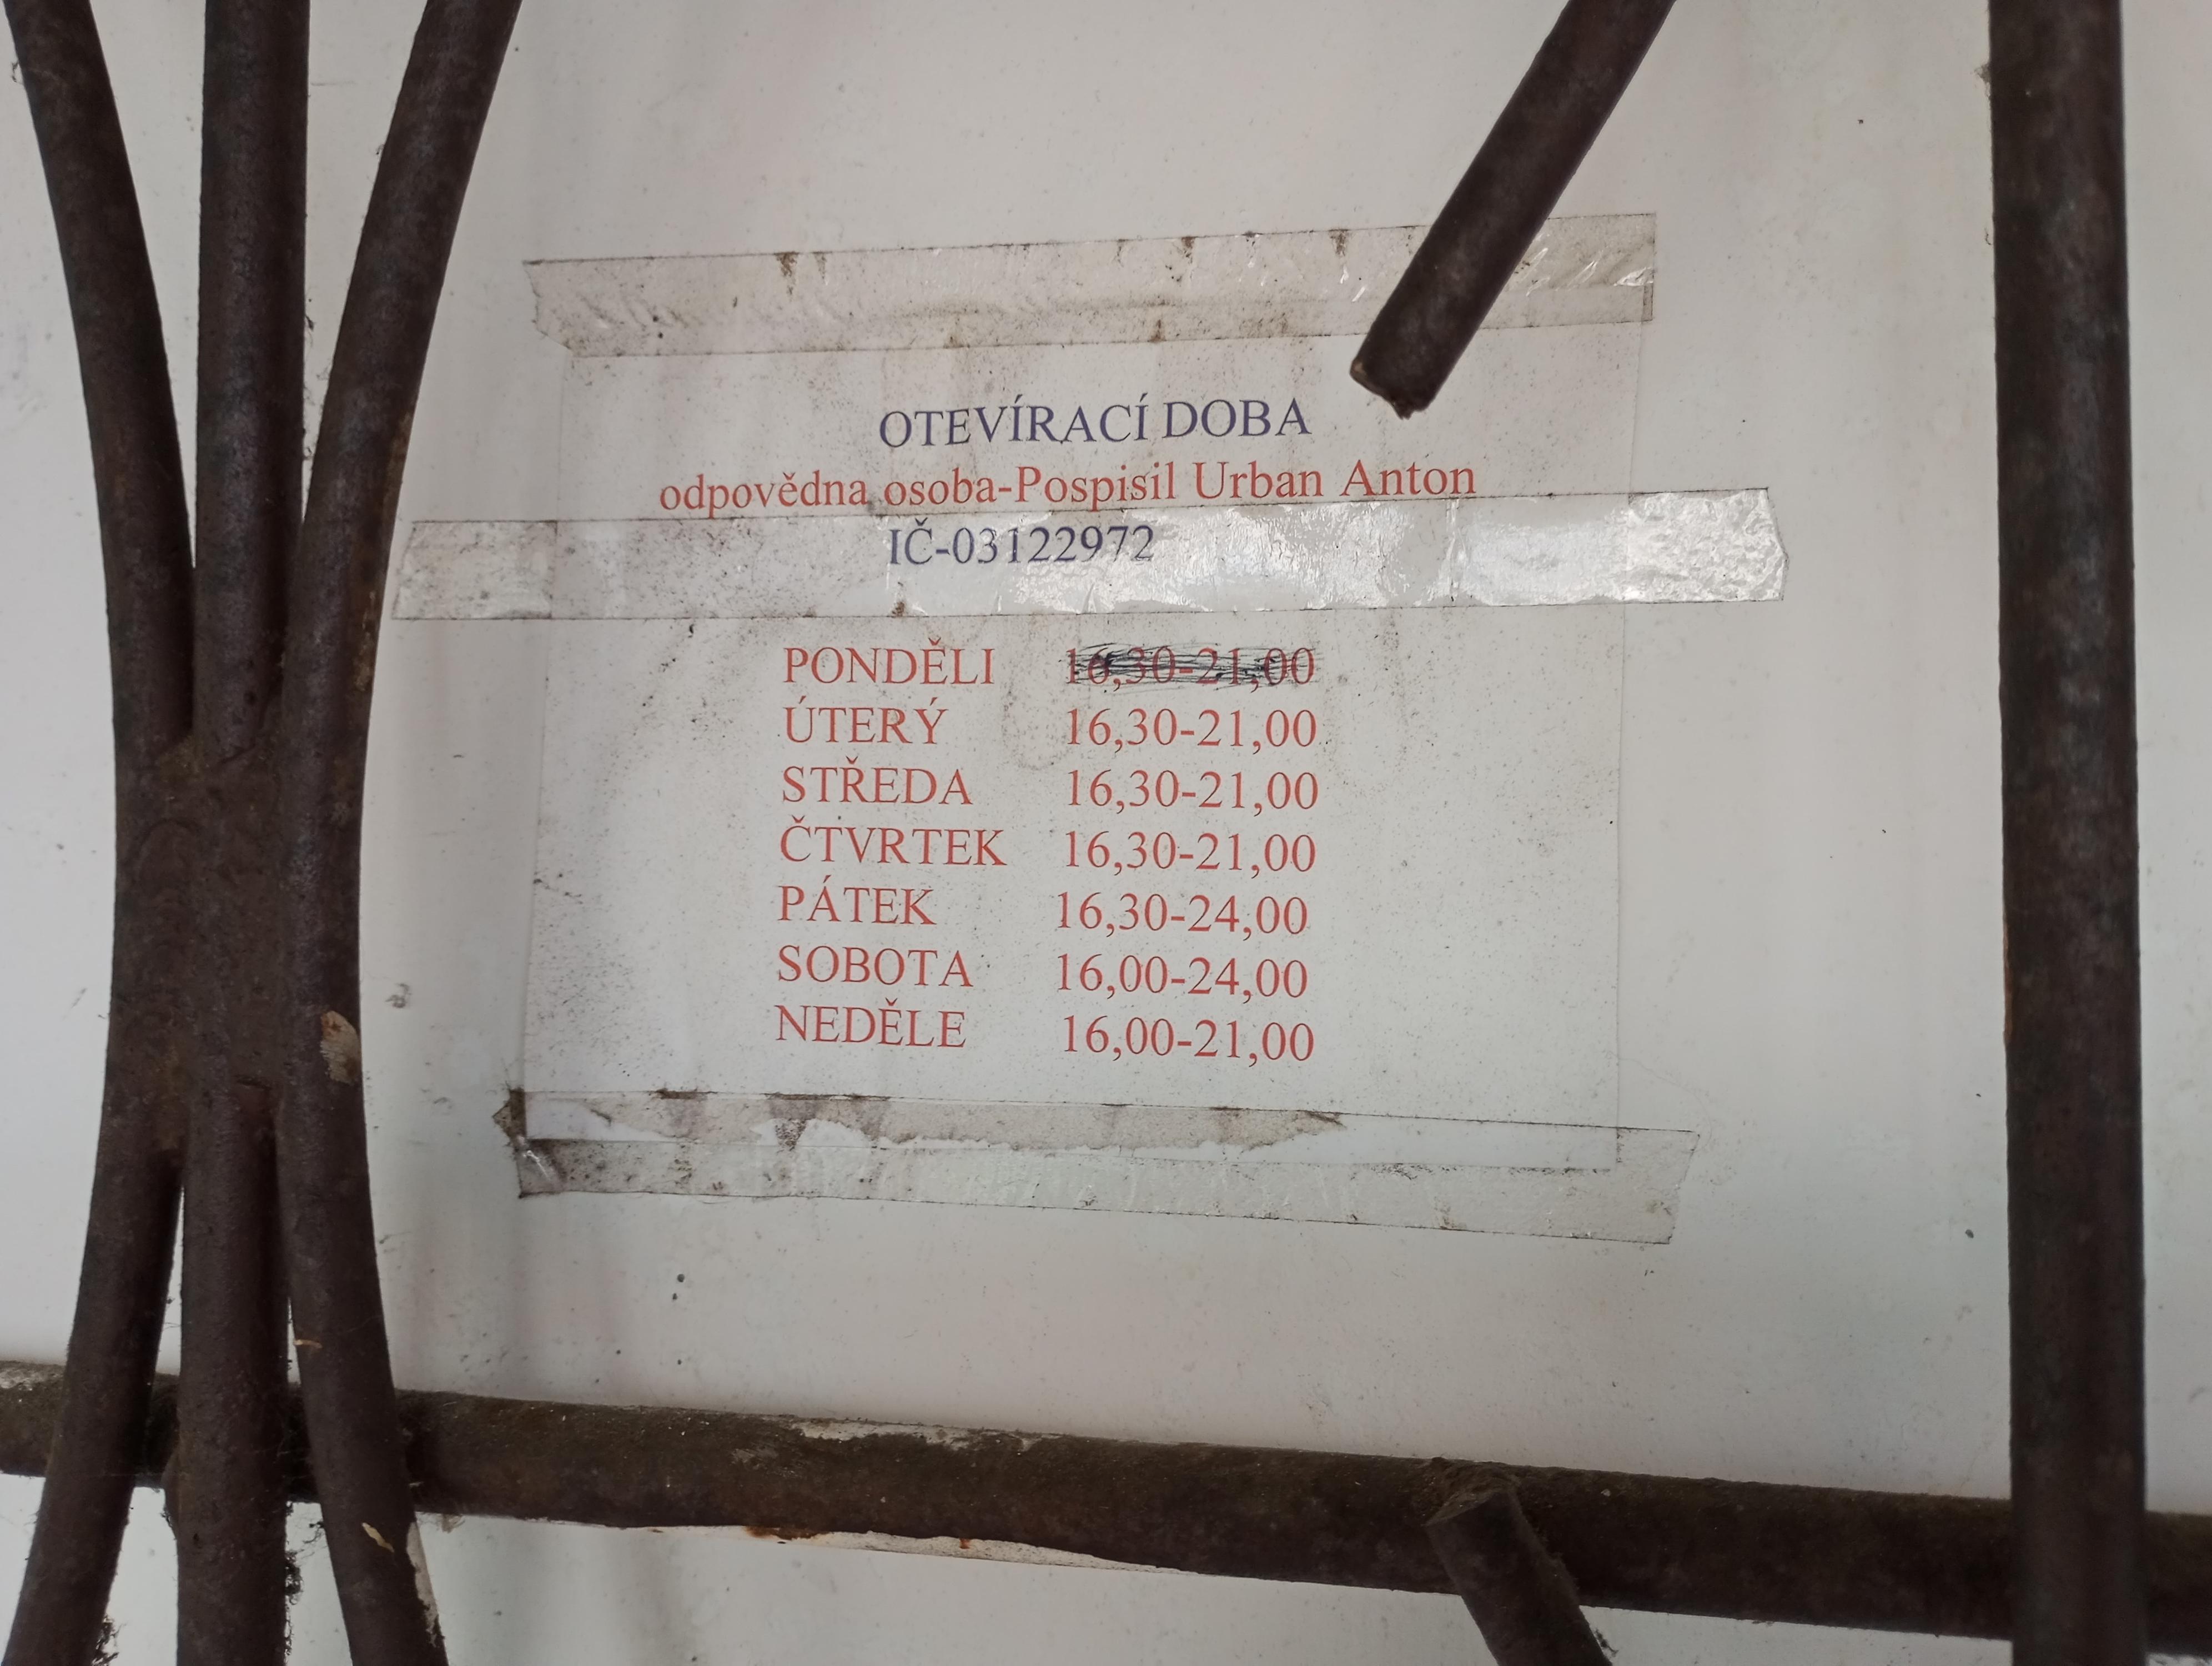 OTEVÍRACÍ DOBA
odpovědna osoba-Pospisil Urban Anton
IČ-03122972
PONDĚLI 16,30-21,00
ÚTERÝ 16,30-21,00
STŘEDA 16,30-21,00
ČTVRTEK 16,30-21,00
PÁTEK 16,30-24,00
SOBOTA 16,00-24,00
NEDĚLE 16,00-21,00